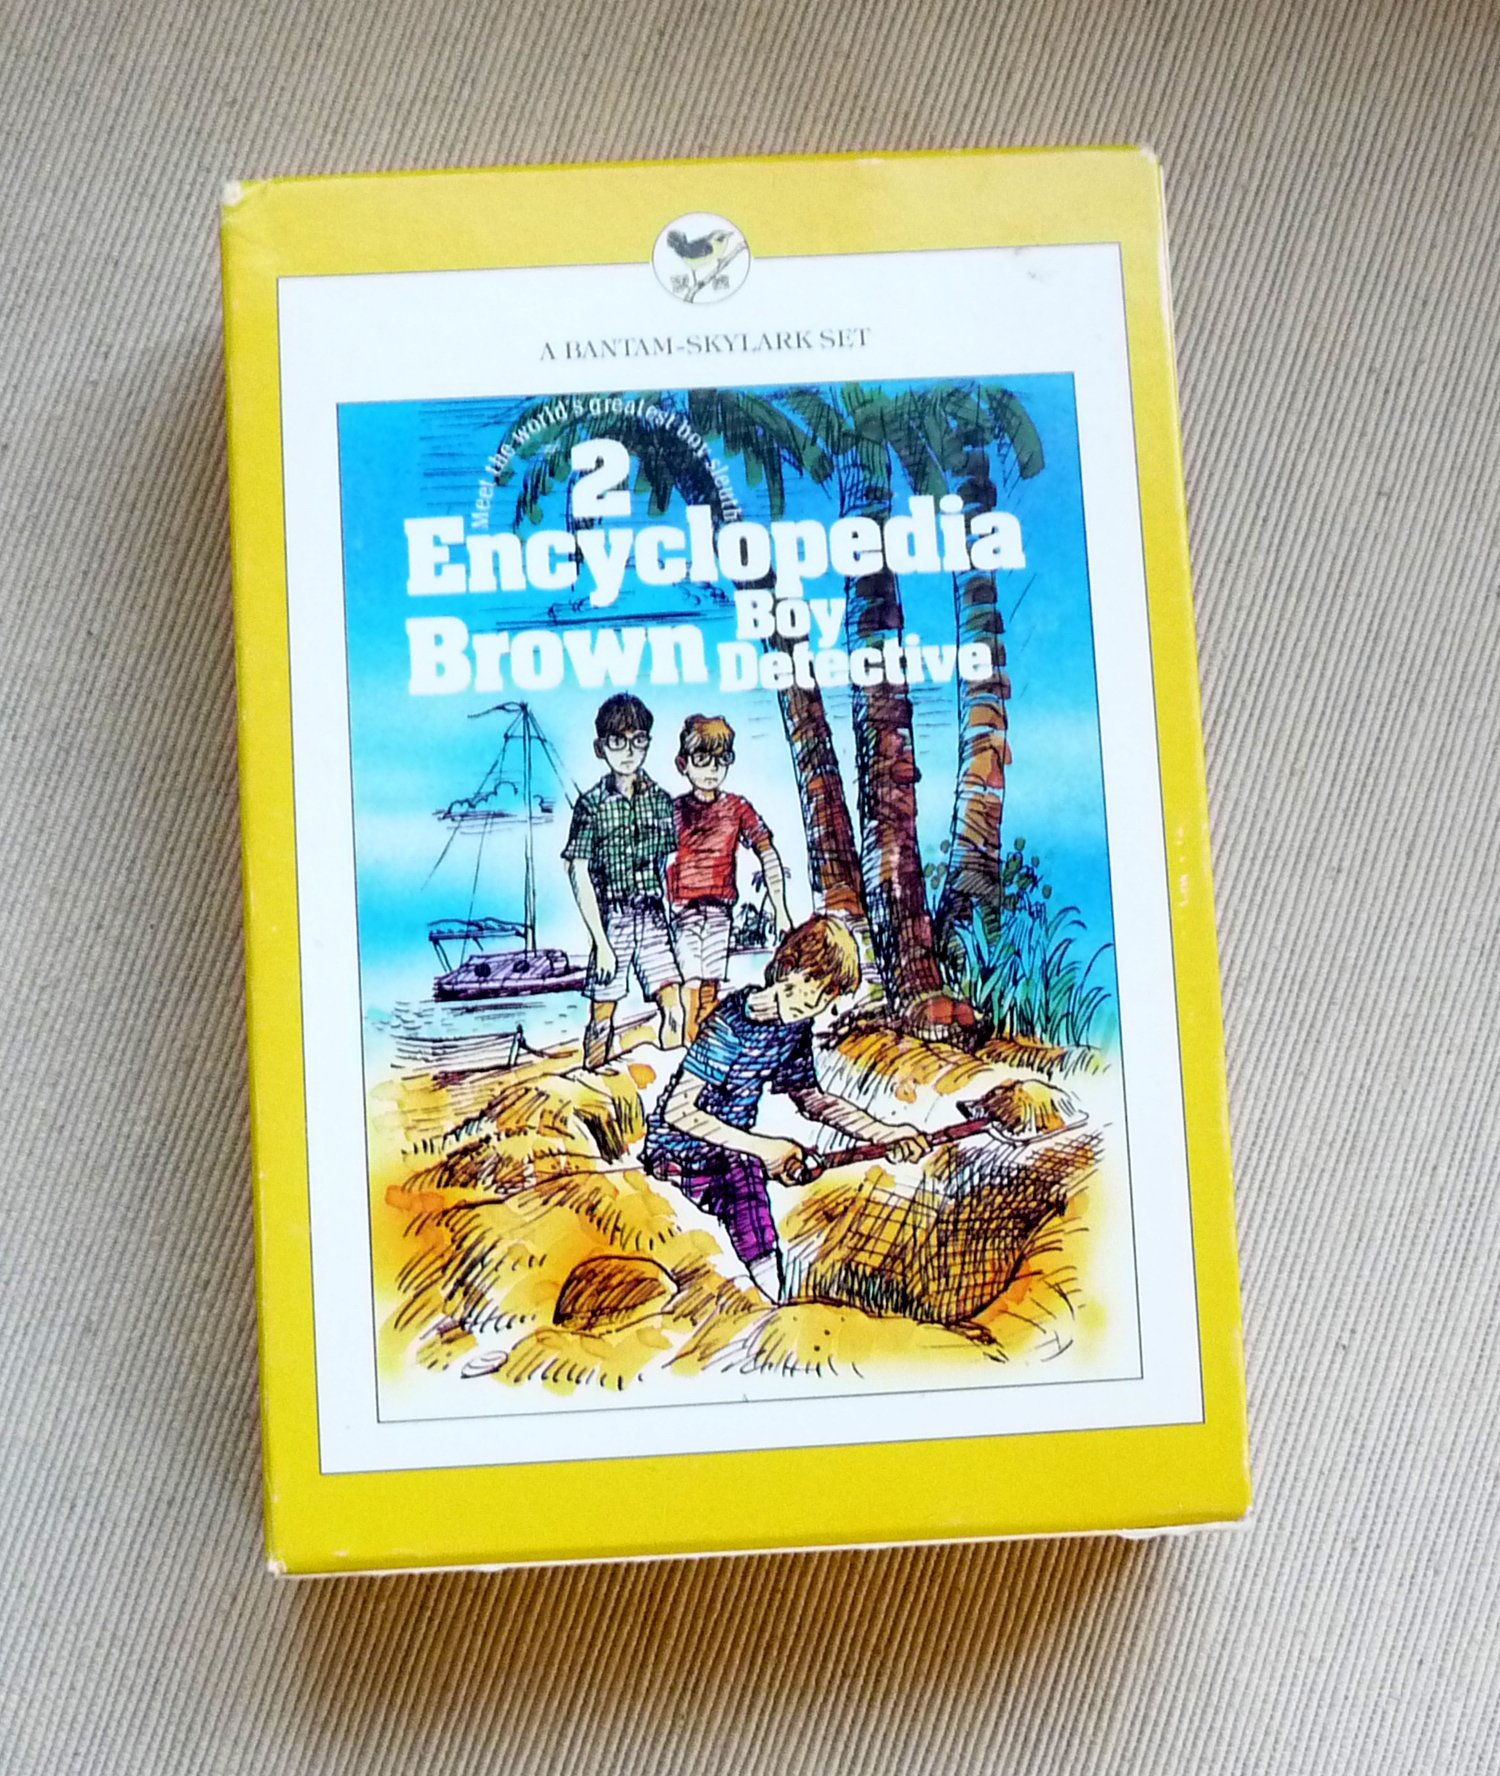 A BANTAM-SKYLARK SET
Meet the world's greatest boy sleuth
2
Encyclopedia
Brown Boy
Detective